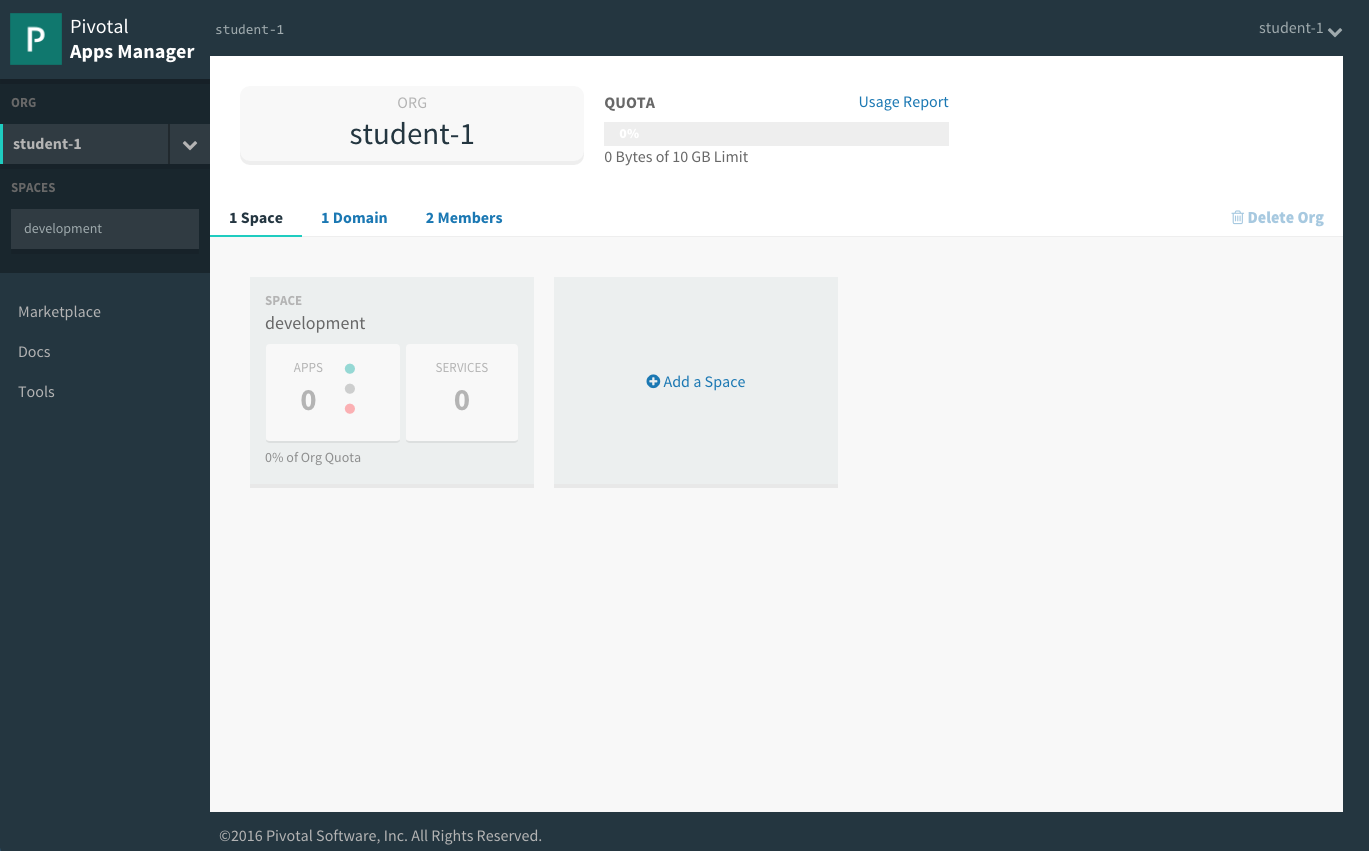 P
Pivotal
Apps Manager
student-1
student-1
ORG
student-1
SPACES
development
Marketplace
Docs
Tools
ORG
student-1
QUOTA
Usage Report
0%
0 Bytes of 10 GB Limit
1 Space
1 Domain
2 Members
Delete Org
SPACE
development
APPS
0
SERVICES
0
0% of Org Quota
Add a Space
©2016 Pivotal Software, Inc. All Rights Reserved.